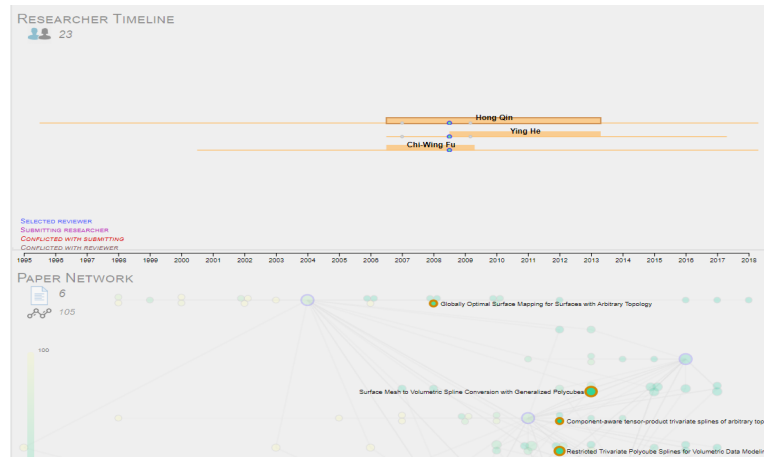 Researcher Timeline
23
Hong Qin
Ying He
Chi-Wing Fu
Selected reviewer
Submitting researcher
Conflicted with submitting
Conflicted with reviewer
1995 1996 1997 1998 1999 2000 2001 2002 2003 2004 2005 2006 2007 2008 2009 2010 2011 2012 2013 2014 2015 2016 2017 2018
Paper Network
6
Globally Optimal Surface Mapping for Surfaces with Arbitrary Topology
105
100
Surface Mesh to Volumetric Spline Conversion with Generalized Polycubes
Component-aware tensor-product trivariate splines of arbitrary top
Restricted Trivariate Polycube Splines for Volumetric Data Modelin